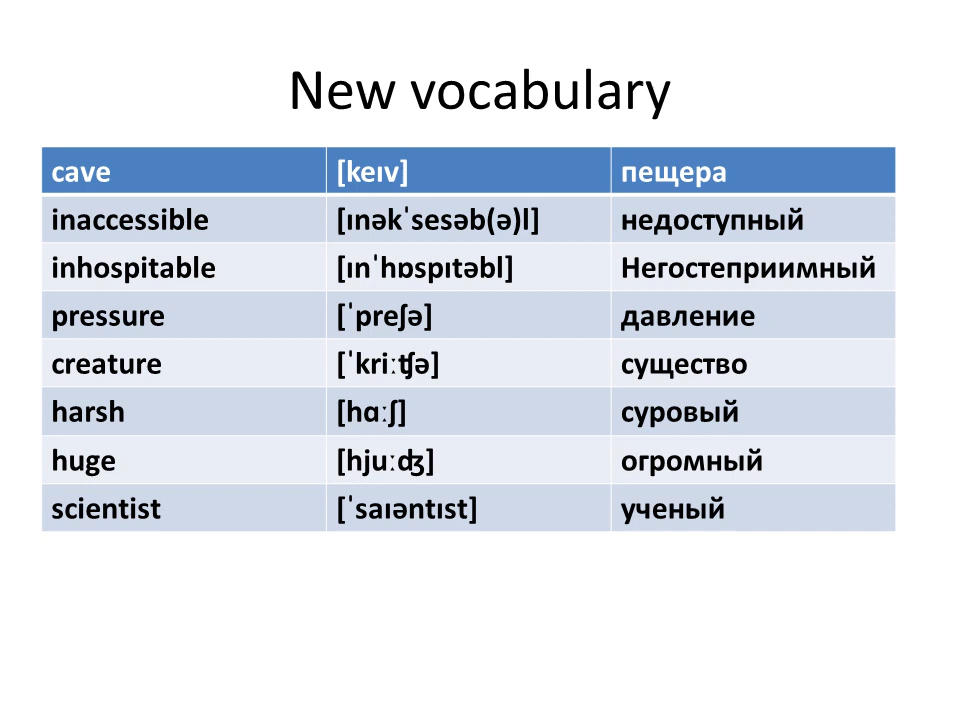 New vocabulary
cave [keɪv] пещера
inaccessible [ɪnəkˈsesəb(ə)l] недоступный
inhospitable [ɪnˈhɒspɪtəbl] Негостеприимный
pressure [ˈpreʃə] давление
creature [ˈkriːʧə] существо
harsh [hɑːʃ] суровый
huge [hjuːʤ] огромный
scientist [ˈsaɪəntɪst] ученый